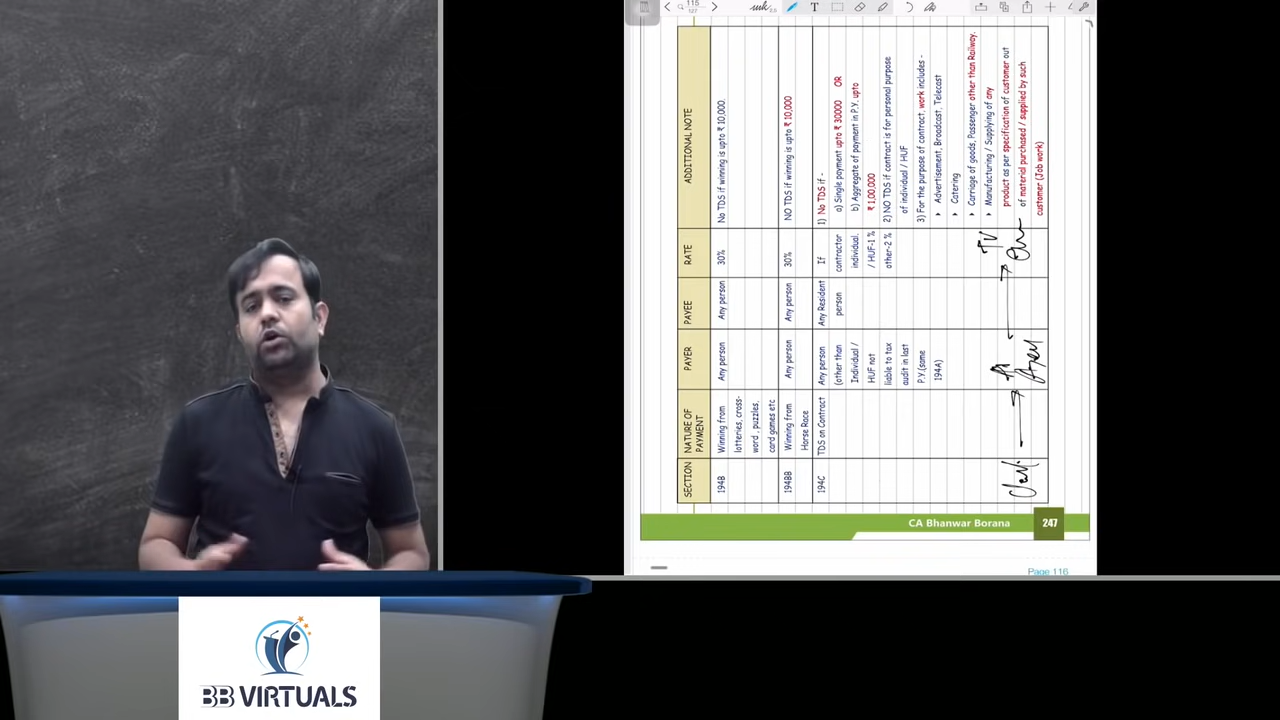 115
127
SECTION
NATURE OF
PAYMENT
PAYER
PAYEE
RATE
ADDITIONAL NOTE
194B
Winning from
lotteries, cross-
word , puzzles,
card games etc
Any person
Any person
30%
No TDS if winning is upto ₹ 10,000.
194BB
Winning from
Horse Race
Any person
Any person
30%
NO TDS if winning is upto ₹ 10,000
194C
TDS on Contract
Any person
(other than
Individual /
HUF not
liable to tax
audit in last
P.Y.(same
194A)
Any Resident
person
If
contractor
individual.
/ HUF-1 %
other-2 %
1) No TDS if -
a) Single payment upto ₹ 30000 OR
b) Aggregate of payment in P.Y. upto
₹ 1,00,000
2) NO TDS if contract is for personal purpose
of individual / HUF
3) For the purpose of contract, work includes -
Advertisement, Broadcast, Telecast
Catering
Carriage of goods, Passenger other than Railway.
Manufacturing / Supplying of any
product as per specification of customer out
of material purchased / supplied by such
customer (Job work)
TV
CA Bhanwar Borana 247
Page 116
BB VIRTUALS